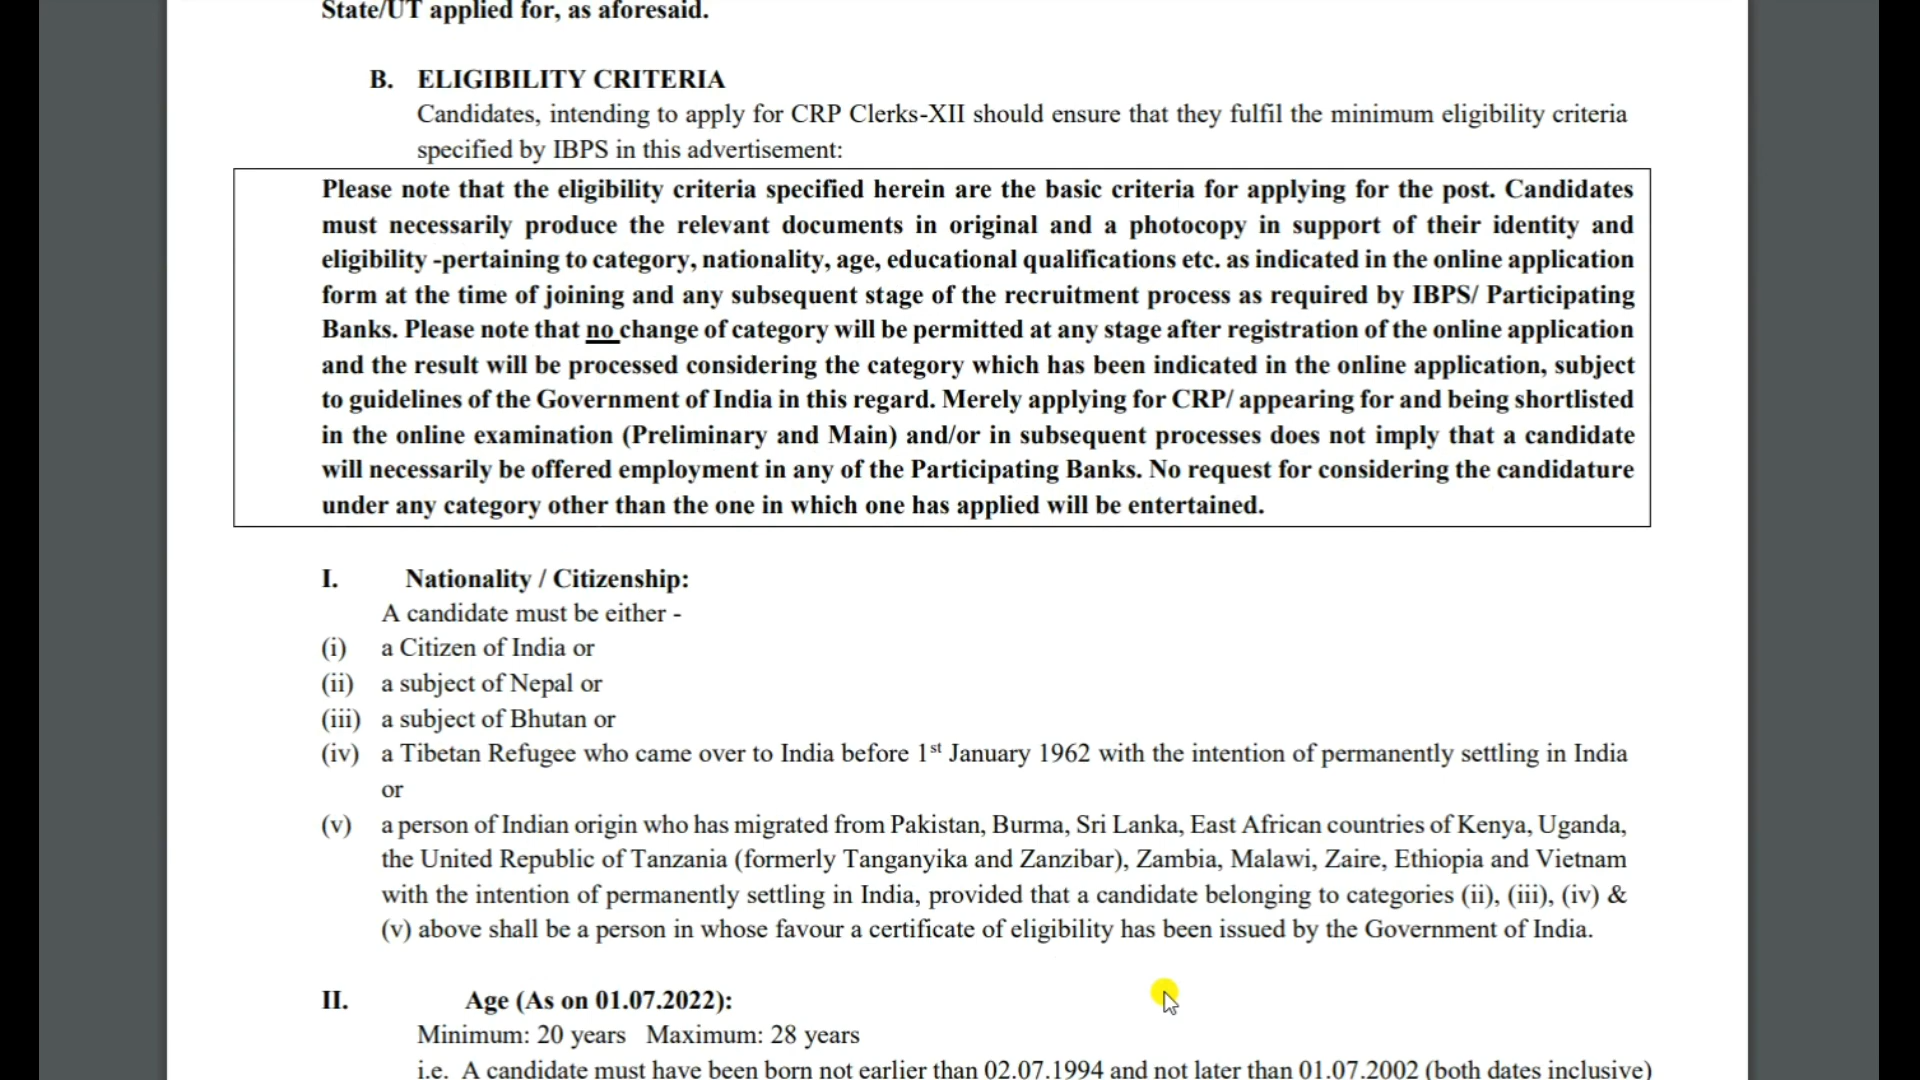 State/UT applied for, as aforesaid.
B. ELIGIBILITY CRITERIA
Candidates, intending to apply for CRP Clerks-XII should ensure that they fulfil the minimum eligibility criteria
specified by IBPS in this advertisement:
Please note that the eligibility criteria specified herein are the basic criteria for applying for the post. Candidates
must necessarily produce the relevant documents in original and a photocopy in support of their identity and
eligibility -pertaining to category, nationality, age, educational qualifications etc. as indicated in the online application
form at the time of joining and any subsequent stage of the recruitment process as required by IBPS/ Participating
Banks. Please note that no change of category will be permitted at any stage after registration of the online application
and the result will be processed considering the category which has been indicated in the online application, subject
to guidelines of the Government of India in this regard. Merely applying for CRP/ appearing for and being shortlisted
in the online examination (Preliminary and Main) and/or in subsequent processes does not imply that a candidate
will necessarily be offered employment in any of the Participating Banks. No request for considering the candidature
under any category other than the one in which one has applied will be entertained.
I. Nationality / Citizenship:
A candidate must be either -
(i) a Citizen of India or
(ii) a subject of Nepal or
(iii) a subject of Bhutan or
(iv) a Tibetan Refugee who came over to India before 1st January 1962 with the intention of permanently settling in India
or
(v) a person of Indian origin who has migrated from Pakistan, Burma, Sri Lanka, East African countries of Kenya, Uganda,
the United Republic of Tanzania (formerly Tanganyika and Zanzibar), Zambia, Malawi, Zaire, Ethiopia and Vietnam
with the intention of permanently settling in India, provided that a candidate belonging to categories (ii), (iii), (iv) &
(v) above shall be a person in whose favour a certificate of eligibility has been issued by the Government of India.
II. Age (As on 01.07.2022):
Minimum: 20 years Maximum: 28 years
i.e. A candidate must have been born not earlier than 02.07.1994 and not later than 01.07.2002 (both dates inclusive)